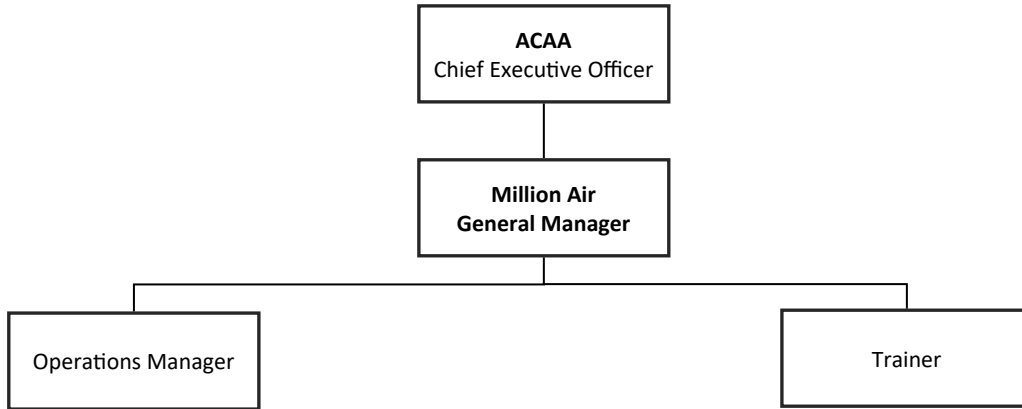 ACAA
Chief Executive Officer
Million Air
General Manager
Operations Manager
Trainer